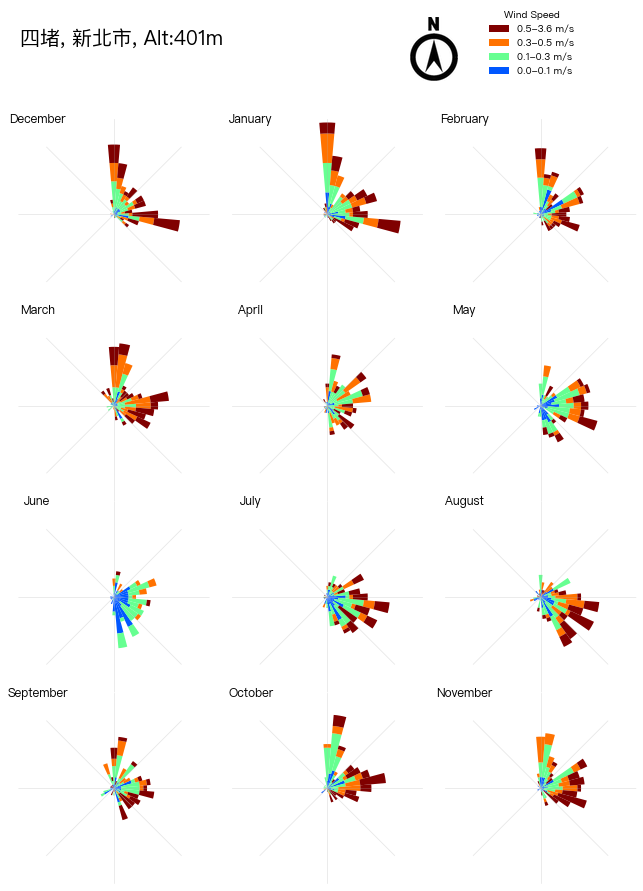 N
Wind Speed
四堵, 新北市, Alt:401m
0.5–3.6 m/s
0.3–0.5 m/s
0.1–0.3 m/s
0.0–0.1 m/s
December
January
February
March
April
May
June
July
August
September
October
November